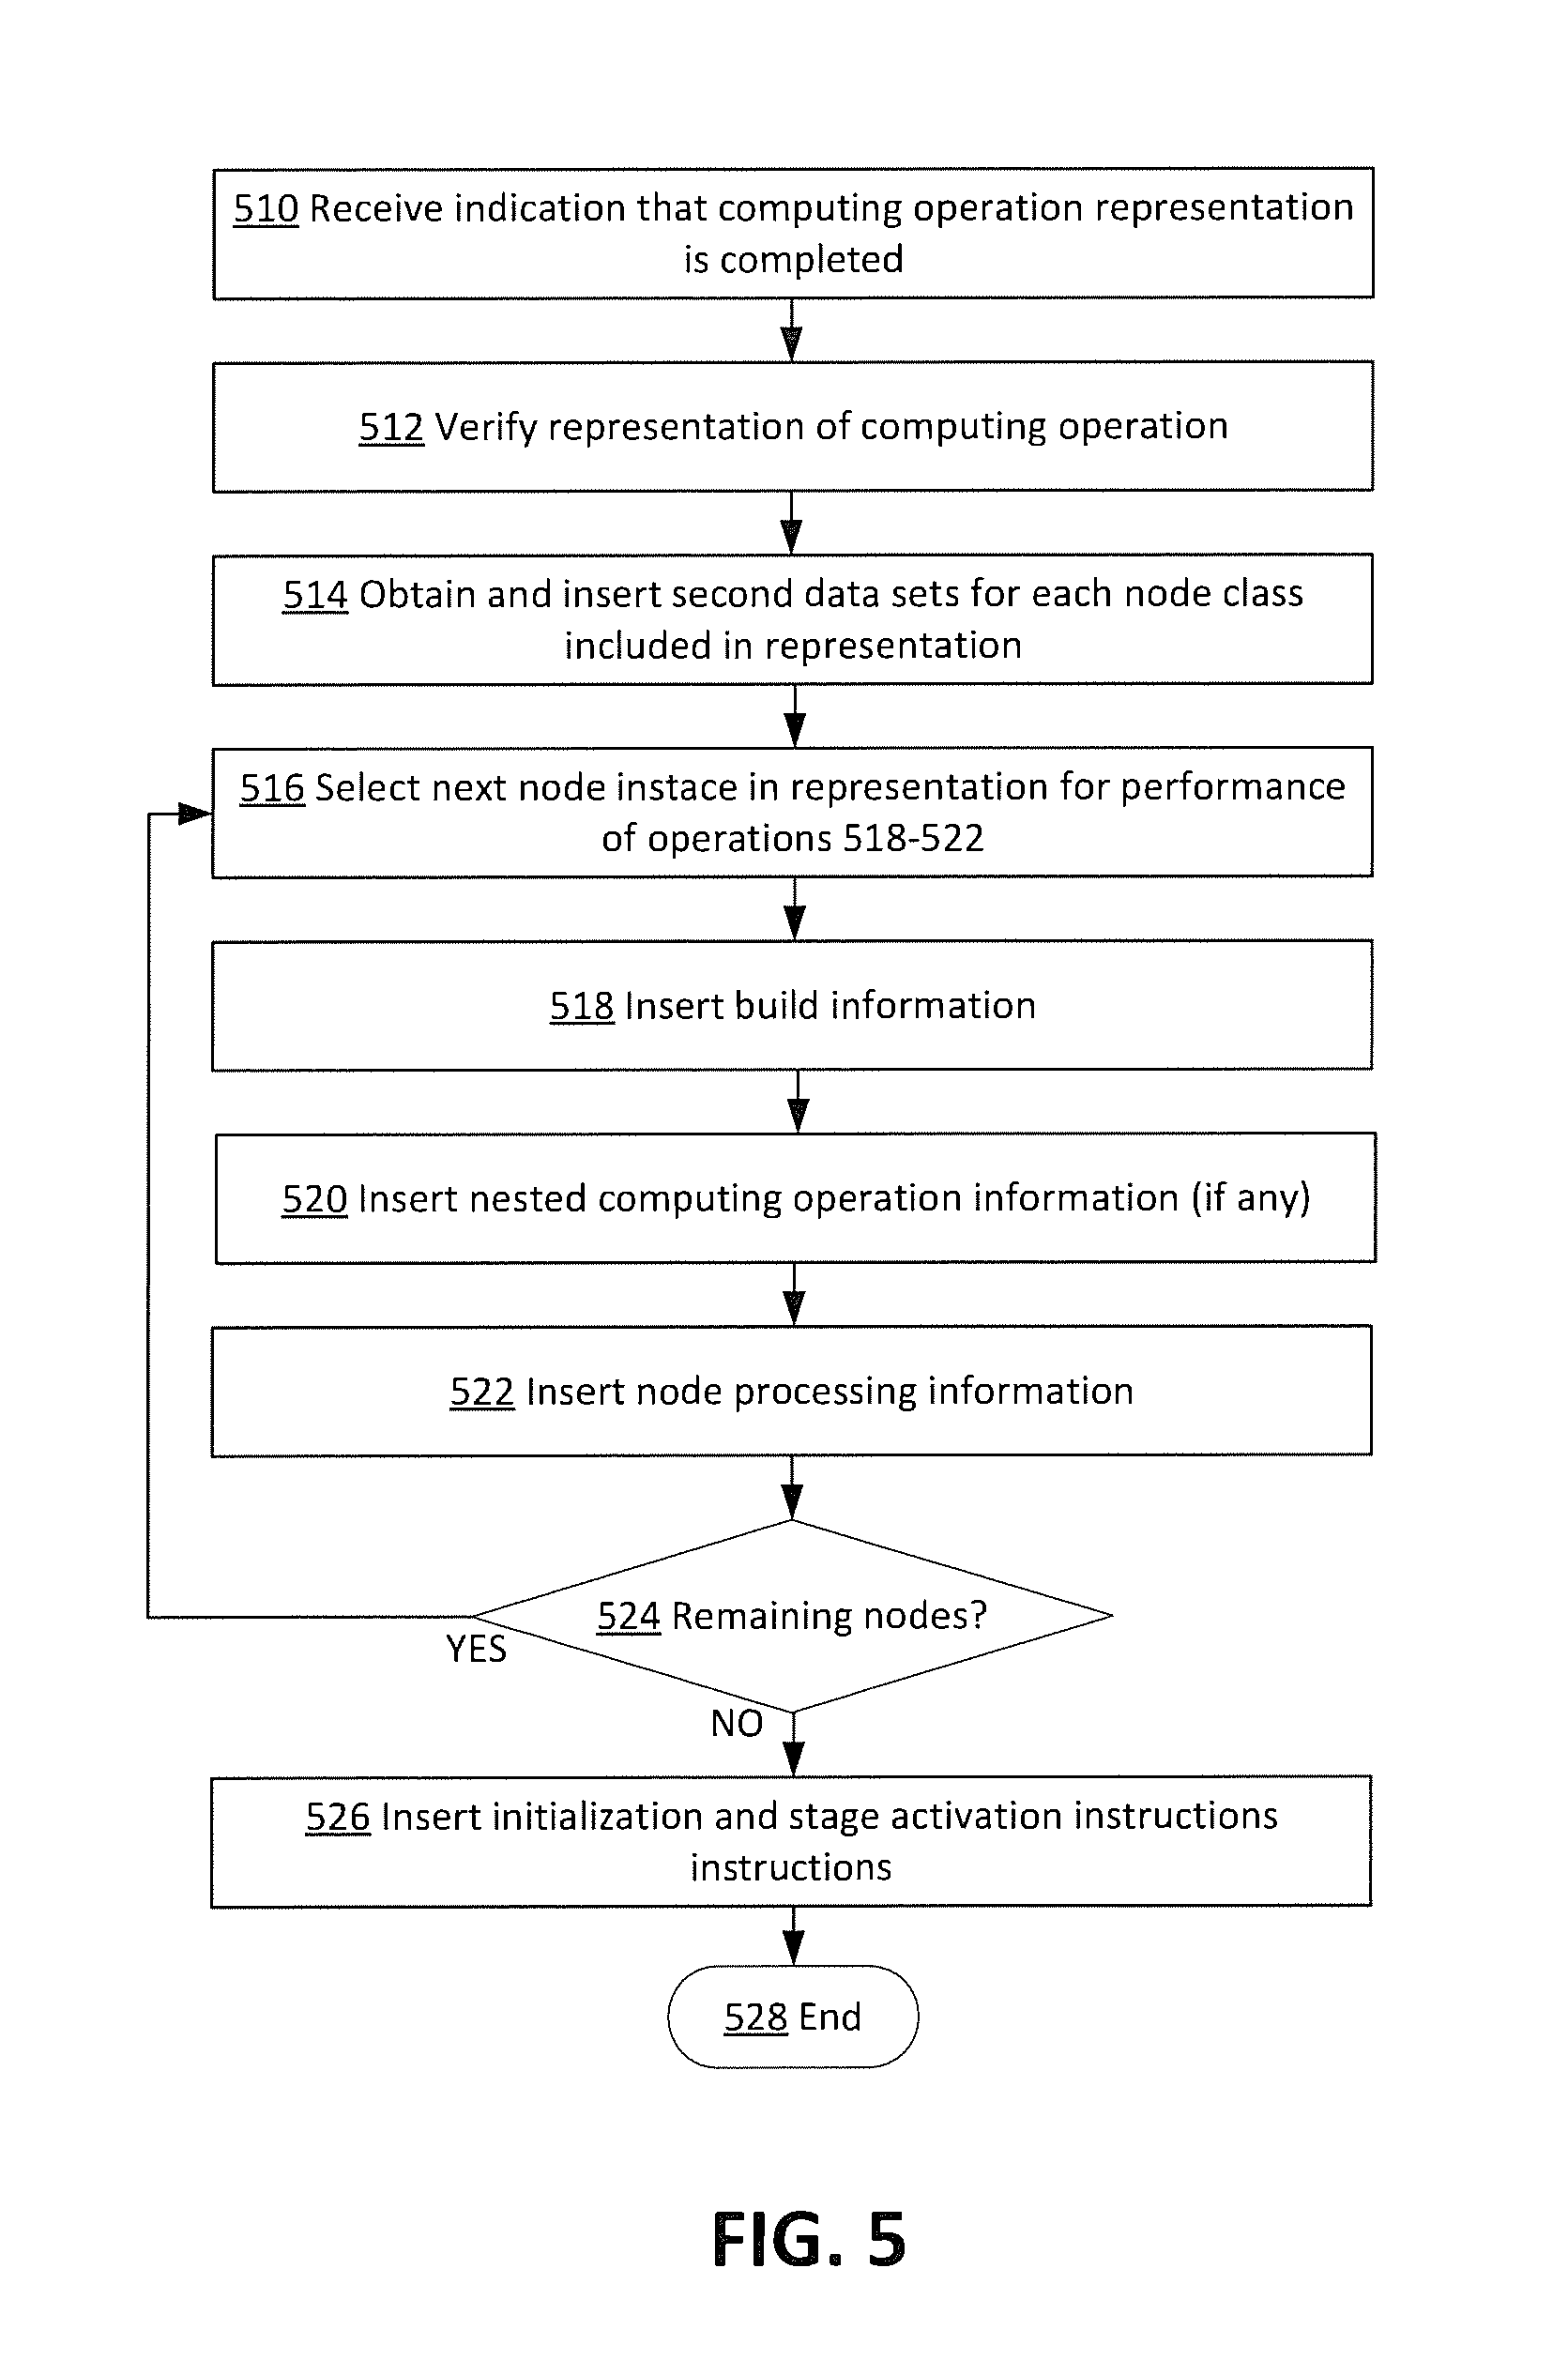 510 Receive indication that computing operation representation
is completed
512 Verify representation of computing operation
514 Obtain and insert second data sets for each node class
included in representation
516 Select next node instace in representation for performance
of operations 518-522
518 Insert build information
520 Insert nested computing operation information (if any)
522 Insert node processing information
524 Remaining nodes?
YES
NO
526 Insert initialization and stage activation instructions
instructions
528 End
FIG. 5